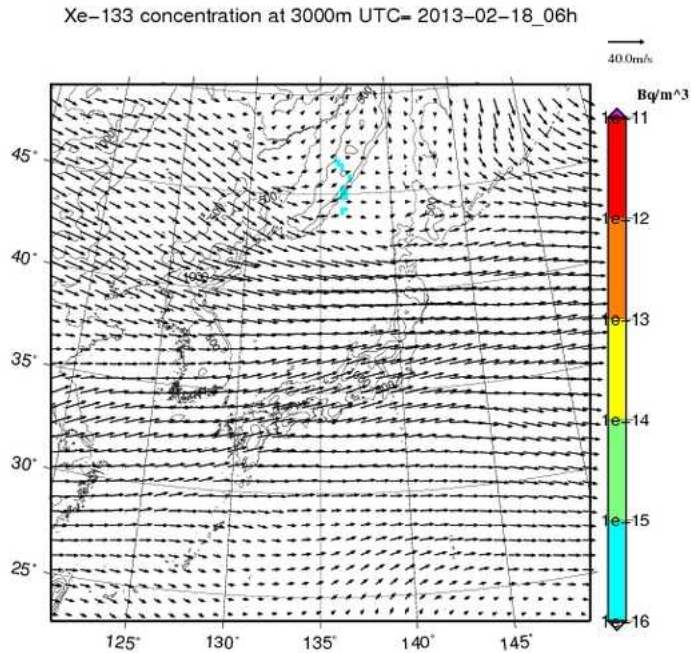 Xe-133 concentration at 3000m UTC= 2013-02-18_06h
40.0m/s
Bq/m^3
1e-11
45°
1e-12
40°
1000
1e-13
35°
1e-14
30°
1e-15
25°
1e-16
125° 130° 135° 140° 145°